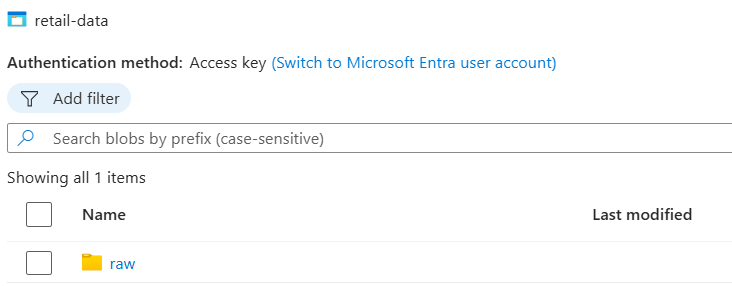 retail-data
Authentication method: Access key (Switch to Microsoft Entra user account)
Add filter
Search blobs by prefix (case-sensitive)
Showing all 1 items
Name Last modified
raw